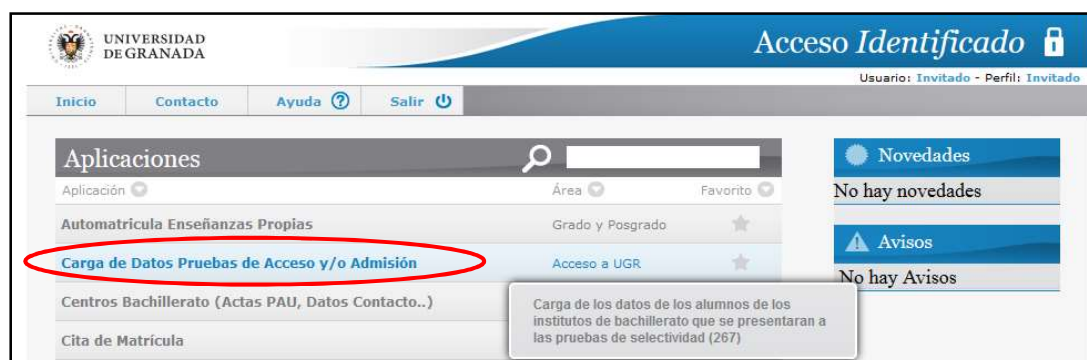 UNIVERSIDAD
DE GRANADA
Acceso Identificado
Usuario: Invitado - Perfil: Invitado
Inicio Contacto Ayuda ? Salir
Aplicaciones
Aplicación Área Favorito
Automatrícula Enseñanzas Propias Grado y Posgrado
Carga de Datos Pruebas de Acceso y/o Admisión Acceso a UGR
Centros Bachillerato (Actas PAU, Datos Contacto..)
Cita de Matrícula
Carga de los datos de los alumnos de los
institutos de bachillerato que se presentaran a
las pruebas de selectividad (267)
Novedades
No hay novedades
Avisos
No hay Avisos